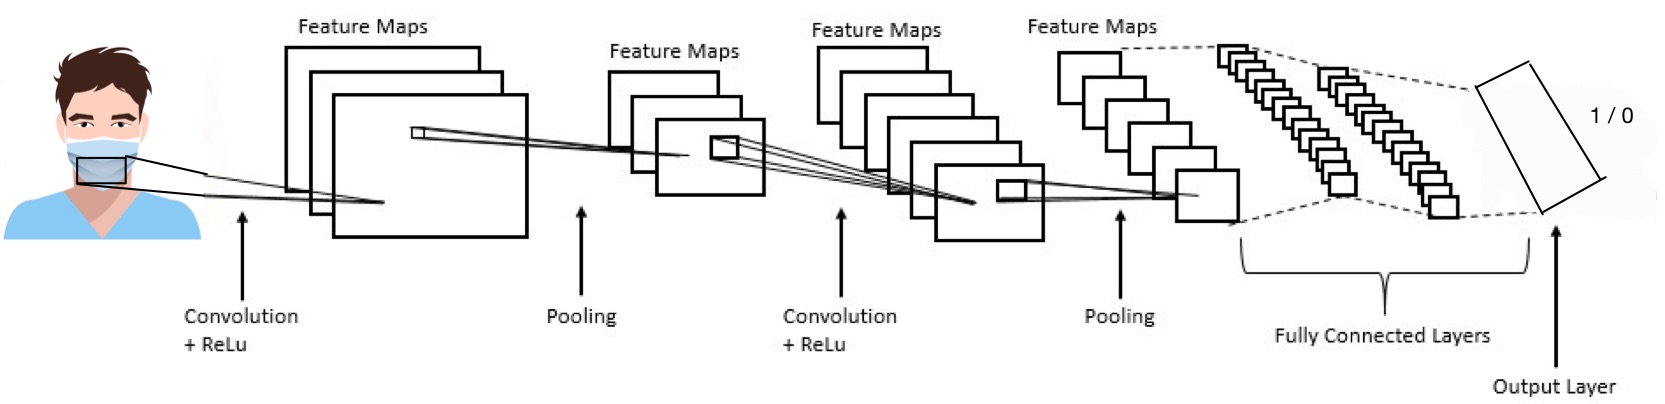 Feature Maps
Feature Maps
Feature Maps
Feature Maps
1 / 0
Convolution
+ ReLu
Pooling
Convolution
+ ReLu
Pooling
Fully Connected Layers
Output Layer